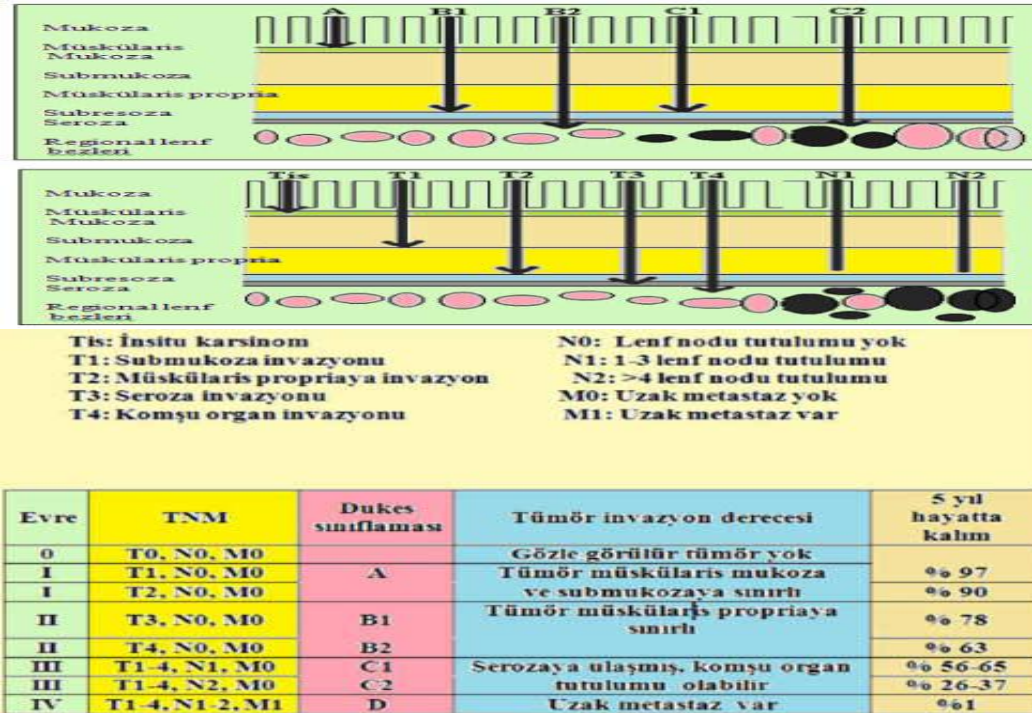 A B1 B2 C1 C2
Mukoza
Müskülaris
Mukoza
Submukoza
Müskülaris propria
Subresoza
Seroza
Regional lenf
bezleri
Tis T1 T2 T3 T4 N1 N2
Mukoza
Müskülaris
Mukoza
Submukoza
Müskülaris propria
Subresoza
Seroza
Regional lenf
bezleri
Tis: İnsitu karsinom
T1: Submukoza invazyonu
T2: Müskülaris propriaya invazyon
T3: Seroza invazyonu
T4: Komşu organ invazyonu
N0: Lenf nodu tutulumu yok
N1: 1-3 lenf nodu tutulumu
N2: >4 lenf nodu tutulumu
M0: Uzak metastaz yok
M1: Uzak metastaz var
Evre TNM Dukes sınıflaması Tümör invazyon derecesi 5 yıl hayatta kalım
0 T0, N0, M0 Gözle görülür tümör yok
I T1, N0, M0 A Tümör müskülaris mukoza % 97
I T2, N0, M0 ve submukozaya sınırlı % 90
II T3, N0, M0 B1 Tümör müskülaris propriaya sınırlı % 78
II T4, N0, M0 B2 % 63
III T1-4, N1, M0 C1 Serozaya ulaşmış, komşu organ % 56-65
III T1-4, N2, M0 C2 tutulumu olabilir % 26-37
IV T1-4, N1-2, M1 D Uzak metastaz var %1